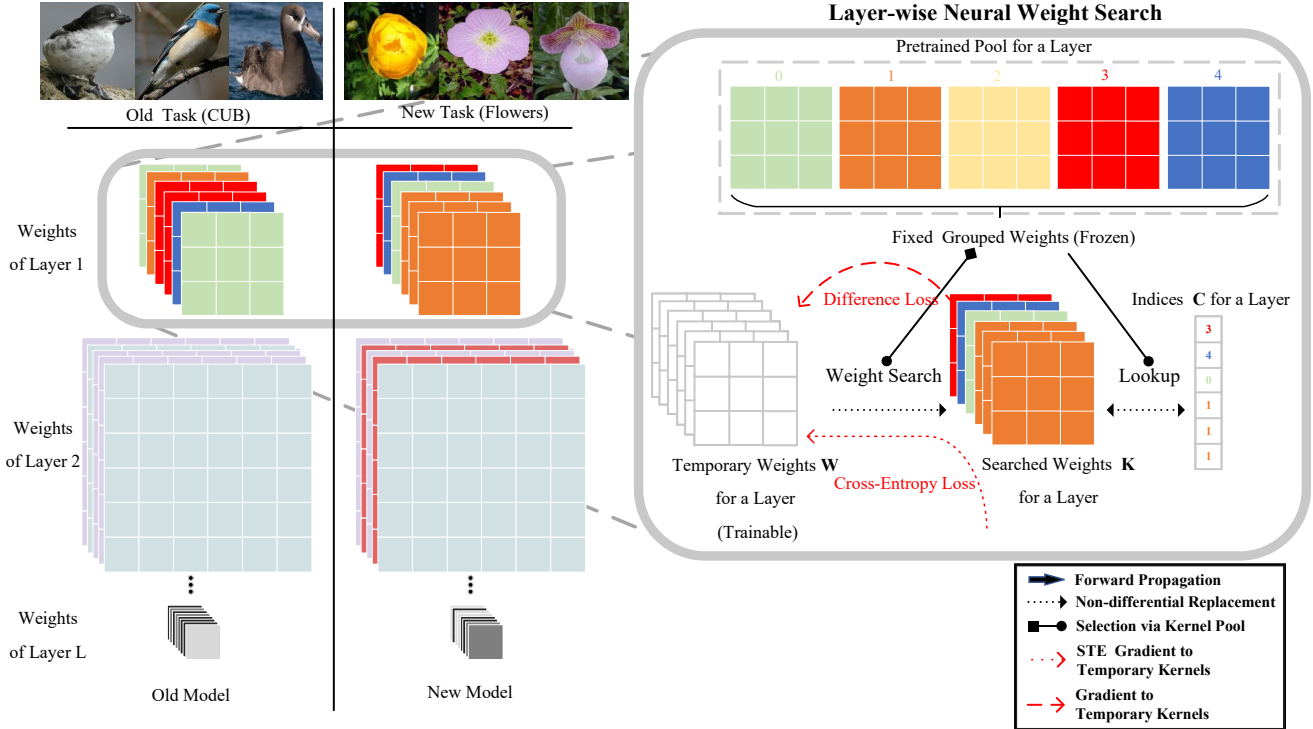 Layer-wise Neural Weight Search
Pretrained Pool for a Layer
0 1 2 3 4
Old Task (CUB)
New Task (Flowers)
Weights
of Layer 1
Fixed Grouped Weights (Frozen)
Difference Loss
Indices C for a Layer
3
4
0
1
1
1
Weight Search
Lookup
Weights
of Layer 2
Temporary Weights W
for a Layer
(Trainable)
Searched Weights K
for a Layer
Cross-Entropy Loss
Weights
of Layer L
Old Model
New Model
Forward Propagation
Non-differential Replacement
Selection via Kernel Pool
STE Gradient to
Temporary Kernels
Gradient to
Temporary Kernels